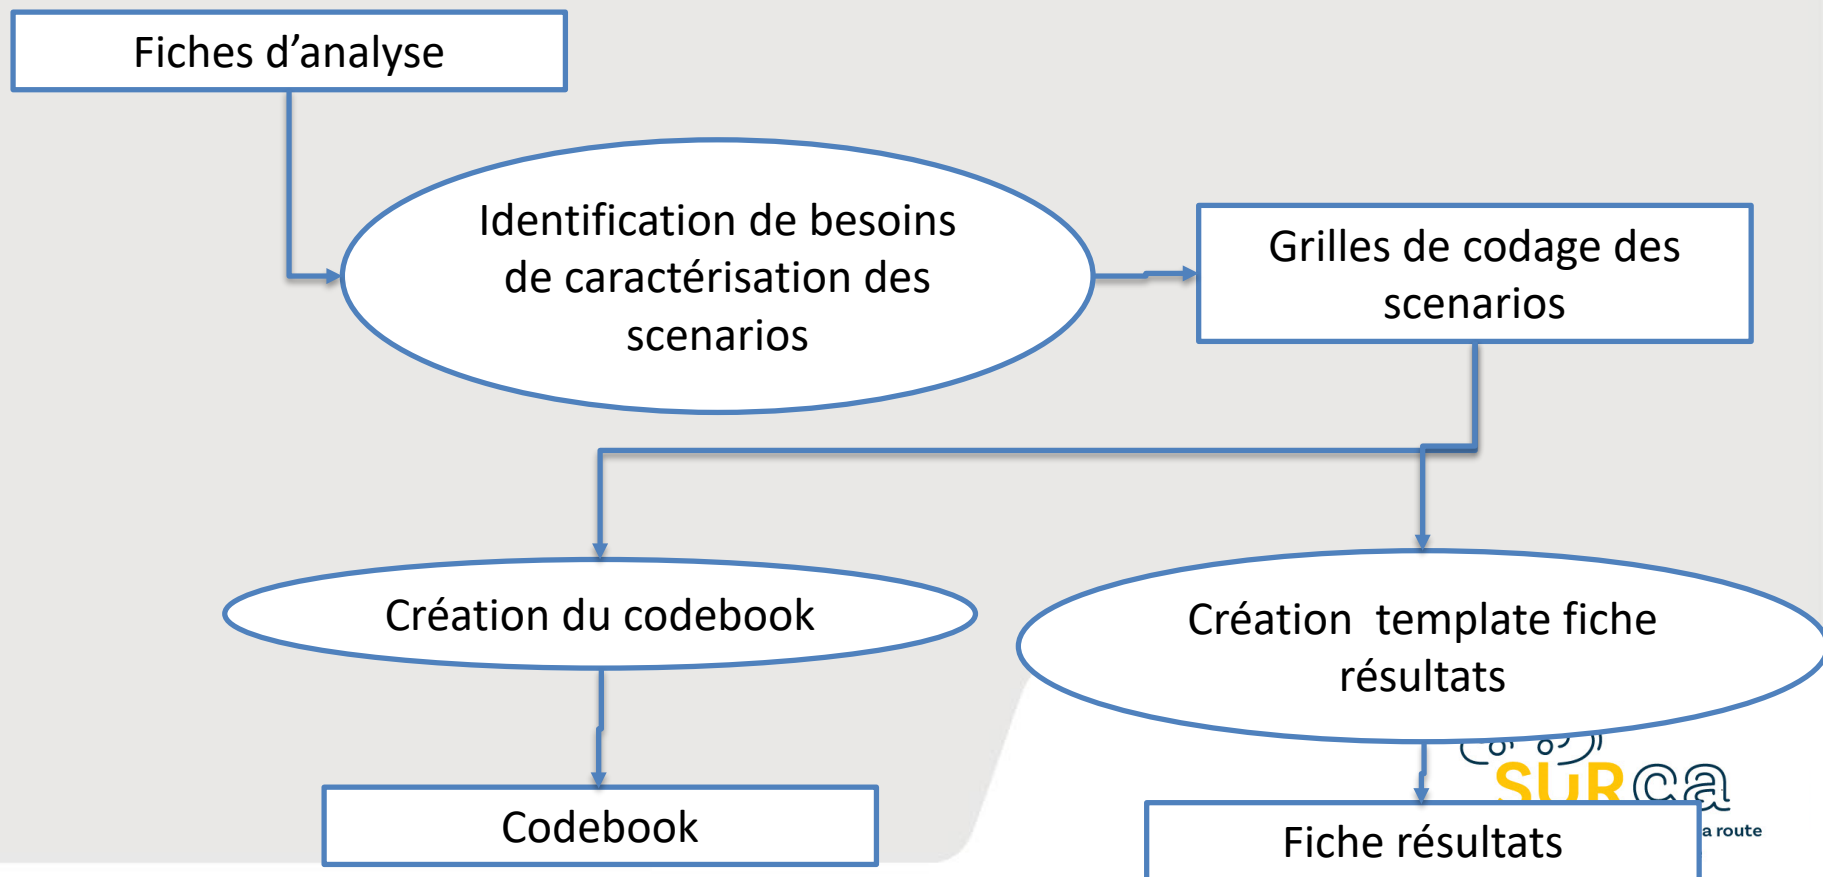 Fiches d’analyse
Identification de besoins
de caractérisation des
scenarios
Grilles de codage des
scenarios
Création du codebook
Création  template fiche
résultats
SURca
a route
Codebook
Fiche résultats